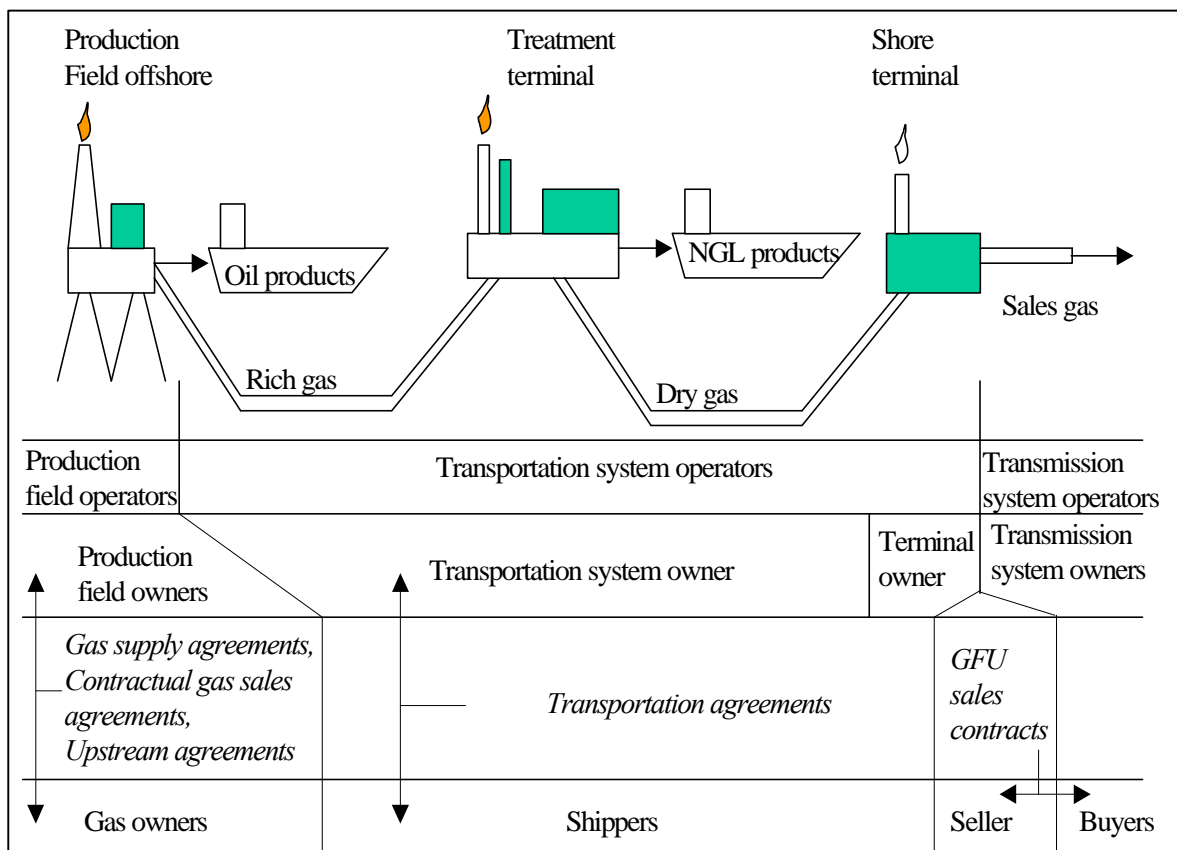 Production
Field offshore
Treatment
terminal
Shore
terminal
Oil products
NGL products
Sales gas
Rich gas
Dry gas
Production
field operators
Transportation system operators
Transmission
system operators
Production
field owners
Transportation system owner
Terminal
owner
Transmission
system owners
Gas supply agreements,
Contractual gas sales
agreements,
Upstream agreements
Transportation agreements
GFU
sales
contracts
Gas owners
Shippers
Seller
Buyers